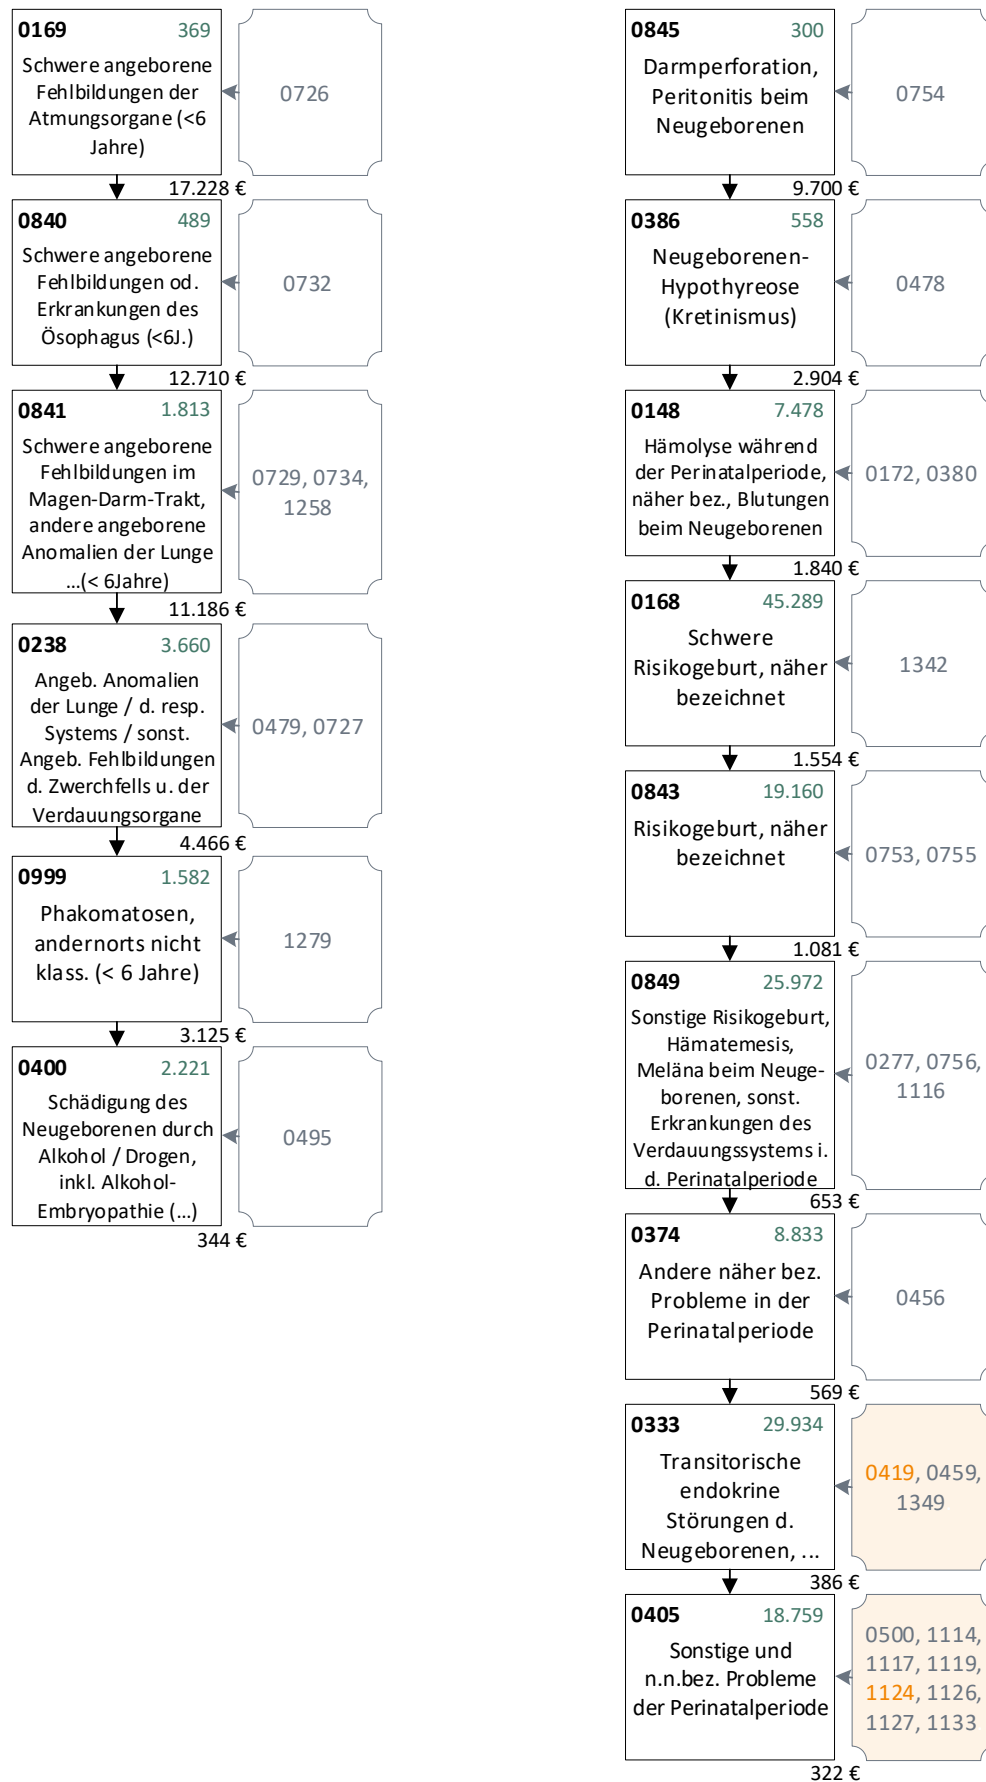 0169 369
Schwere angeborene
Fehlbildungen der
Atmungsorgane (<6
Jahre)
0726
17.228 €
0840 489
Schwere angeborene
Fehlbildungen od.
Erkrankungen des
Ösophagus (<6J.)
0732
12.710 €
0841 1.813
Schwere angeborene
Fehlbildungen im
Magen-Darm-Trakt,
andere angeborene
Anomalien der Lunge
...(< 6Jahre)
0729, 0734,
1258
11.186 €
0238 3.660
Angeb. Anomalien
der Lunge / d. resp.
Systems / sonst.
Angeb. Fehlbildungen
d. Zwerchfells u. der
Verdauungsorgane
0479, 0727
4.466 €
0999 1.582
Phakomatosen,
andernorts nicht
klass. (< 6 Jahre)
1279
3.125 €
0400 2.221
Schädigung des
Neugeborenen durch
Alkohol / Drogen,
inkl. Alkohol-
Embryopathie (...)
0495
344 €
0845 300
Darmperforation,
Peritonitis beim
Neugeborenen
0754
9.700 €
0386 558
Neugeborenen-
Hypothyreose
(Kretinismus)
0478
2.904 €
0148 7.478
Hämolyse während
der Perinatalperiode,
näher bez., Blutungen
beim Neugeborenen
0172, 0380
1.840 €
0168 45.289
Schwere
Risikogeburt, näher
bezeichnet
1342
1.554 €
0843 19.160
Risikogeburt, näher
bezeichnet
0753, 0755
1.081 €
0849 25.972
Sonstige Risikogeburt,
Hämatemesis,
Meläna beim Neuge-
borenen, sonst.
Erkrankungen des
Verdauungssystems i.
d. Perinatalperiode
0277, 0756,
1116
653 €
0374 8.833
Andere näher bez.
Probleme in der
Perinatalperiode
0456
569 €
0333 29.934
Transitorische
endokrine
Störungen d.
Neugeborenen, ...
0419, 0459,
1349
386 €
0405 18.759
Sonstige und
n.n.bez. Probleme
der Perinatalperiode
0500, 1114,
1117, 1119,
1124, 1126,
1127, 1133
322 €